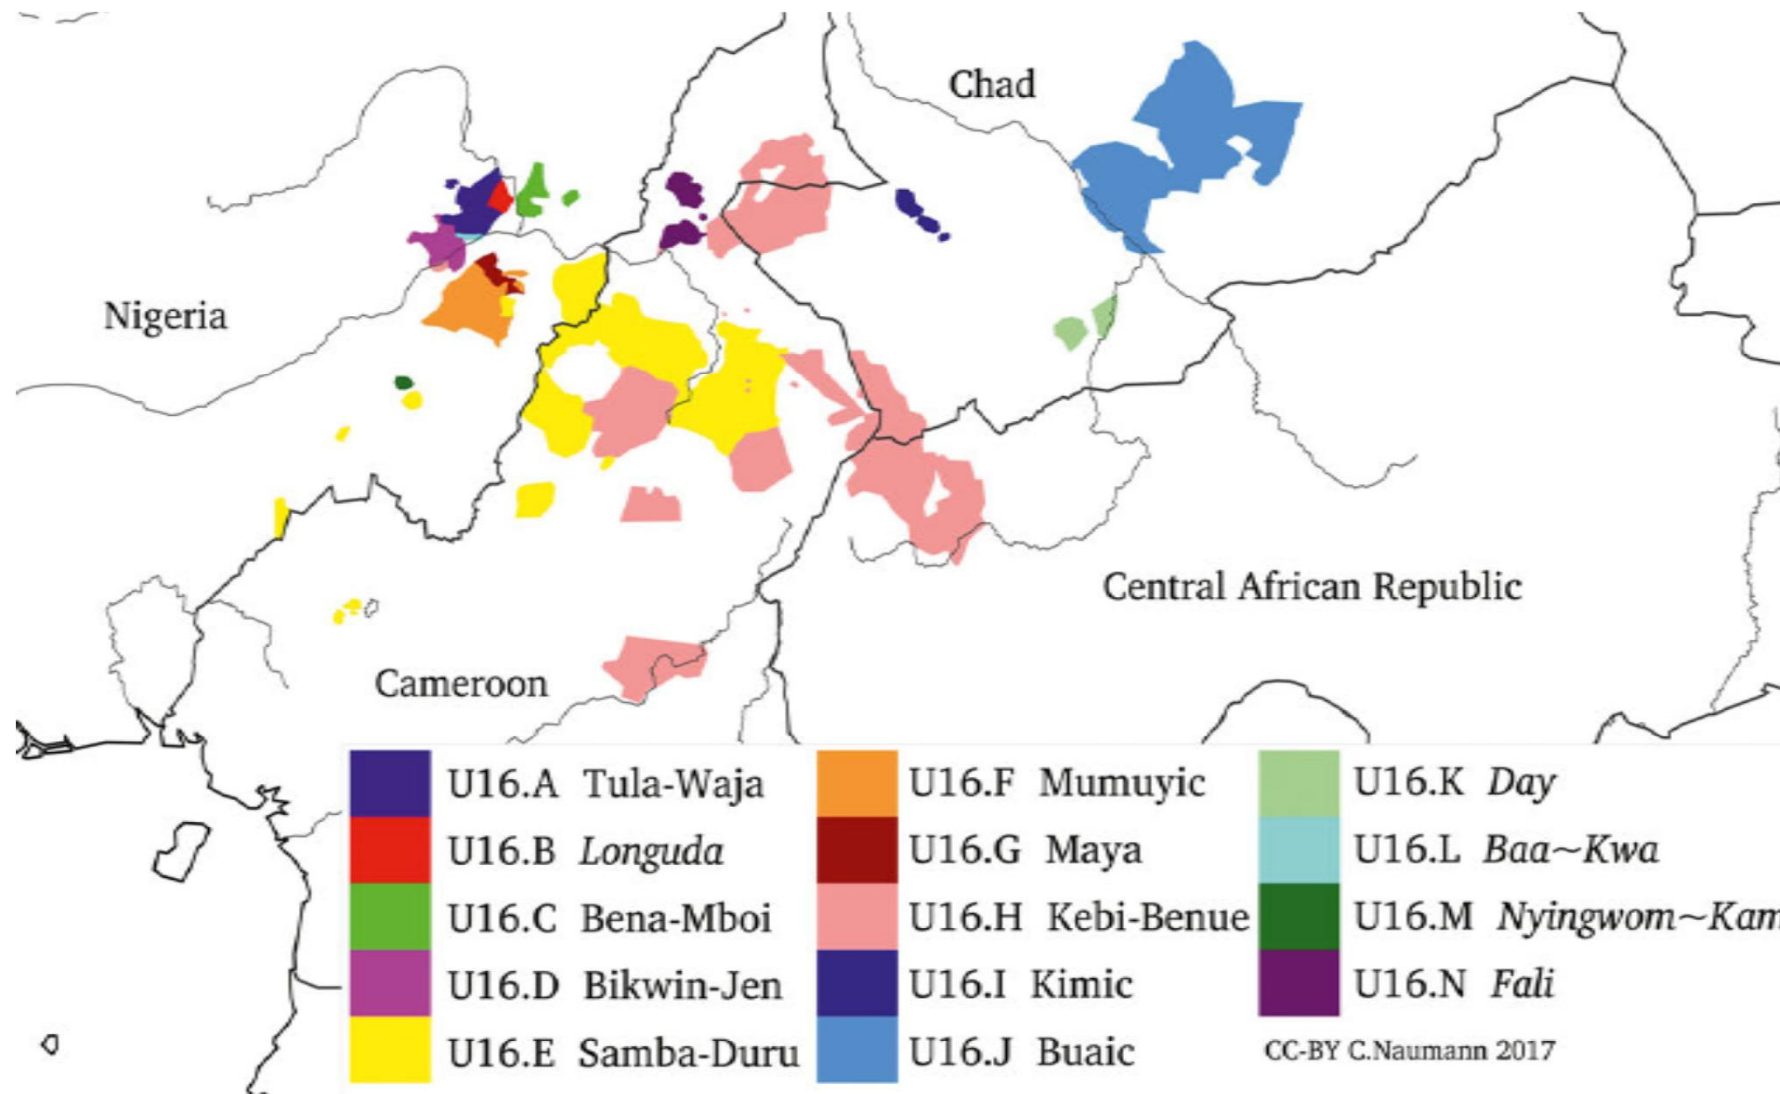 Chad
Nigeria
Central African Republic
Cameroon
U16.A Tula-Waja
U16.B Longuda
U16.C Bena-Mboi
U16.D Bikwin-Jen
U16.E Samba-Duru
U16.F Mumuyic
U16.G Maya
U16.H Kebi-Benue
U16.I Kimic
U16.J Buaic
U16.K Day
U16.L Baa~Kwa
U16.M Nyingwom~Kam
U16.N Fali
CC-BY C.Naumann 2017